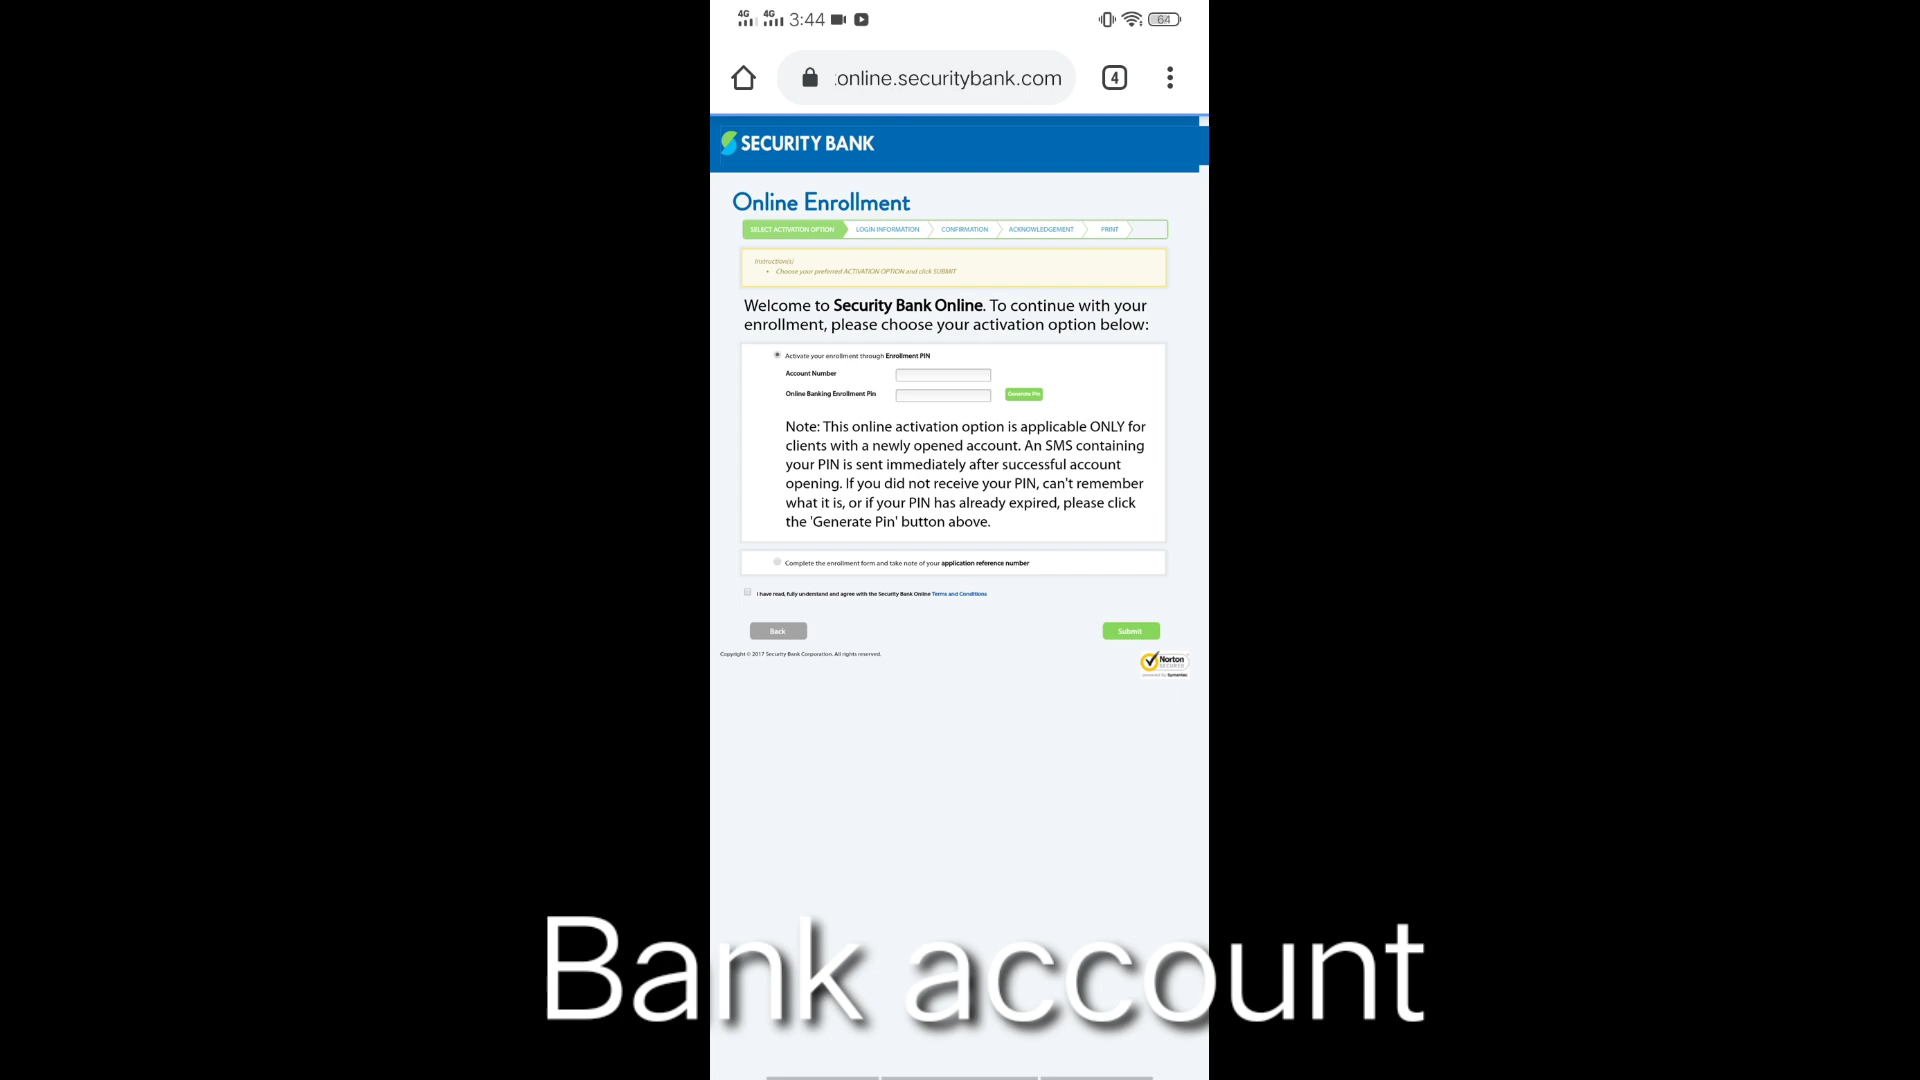 4G 4G 3:44 64
:online.securitybank.com 4
SECURITY BANK
Online Enrollment
SELECT ACTIVATION OPTION LOGIN INFORMATION CONFIRMATION ACKNOWLEDGEMENT PRINT
Instruction(s)
• Choose your preferred ACTIVATION OPTION and click SUBMIT
Welcome to Security Bank Online. To continue with your
enrollment, please choose your activation option below:
Activate your enrollment through Enrollment PIN
Account Number
Online Banking Enrollment Pin Generate Pin
Note: This online activation option is applicable ONLY for
clients with a newly opened account. An SMS containing
your PIN is sent immediately after successful account
opening. If you did not receive your PIN, can't remember
what it is, or if your PIN has already expired, please click
the 'Generate Pin' button above.
Complete the enrollment form and take note of your application reference number
I have read, fully understand and agree with the Security Bank Online Terms and Conditions
Back Submit
Copyright © 2017 Security Bank Corporation. All rights reserved.
Norton
SECURED
powered by Symantec
Bank account